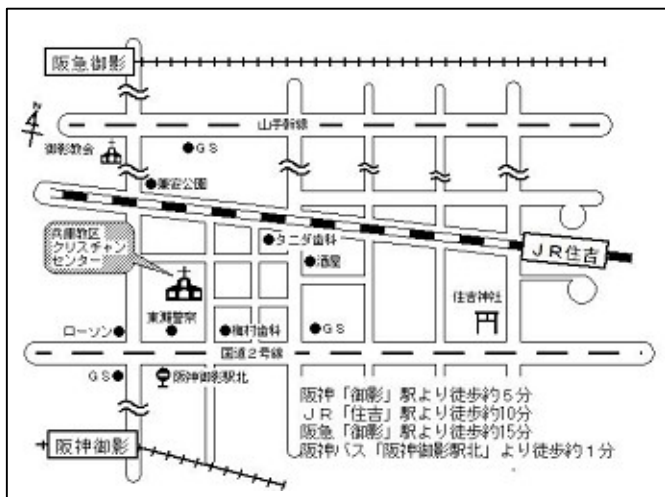 阪急御影
N
山手幹線
御影教会
GS
兼安公園
兵庫教区
クリスチャン
センター
タニダ歯科
JR住吉
酒屋
住吉神社
東灘警察
ローソン
梅村歯科
GS
国道2号線
GS
阪神御影駅北
阪神「御影」駅より徒歩約5分
JR「住吉」駅より徒歩約10分
阪急「御影」駅より徒歩約15分
阪神バス「阪神御影駅北」より徒歩約1分
阪神御影